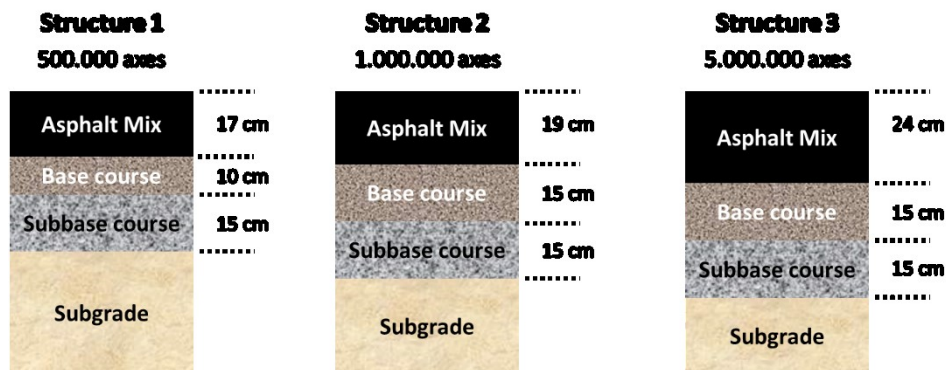 Structure 1
500.000 axes
Asphalt Mix
17 cm
Base course
10 cm
Subbase course
15 cm
Subgrade
Structure 2
1.000.000 axes
Asphalt Mix
19 cm
Base course
15 cm
Subbase course
15 cm
Subgrade
Structure 3
5.000.000 axes
Asphalt Mix
24 cm
Base course
15 cm
Subbase course
15 cm
Subgrade